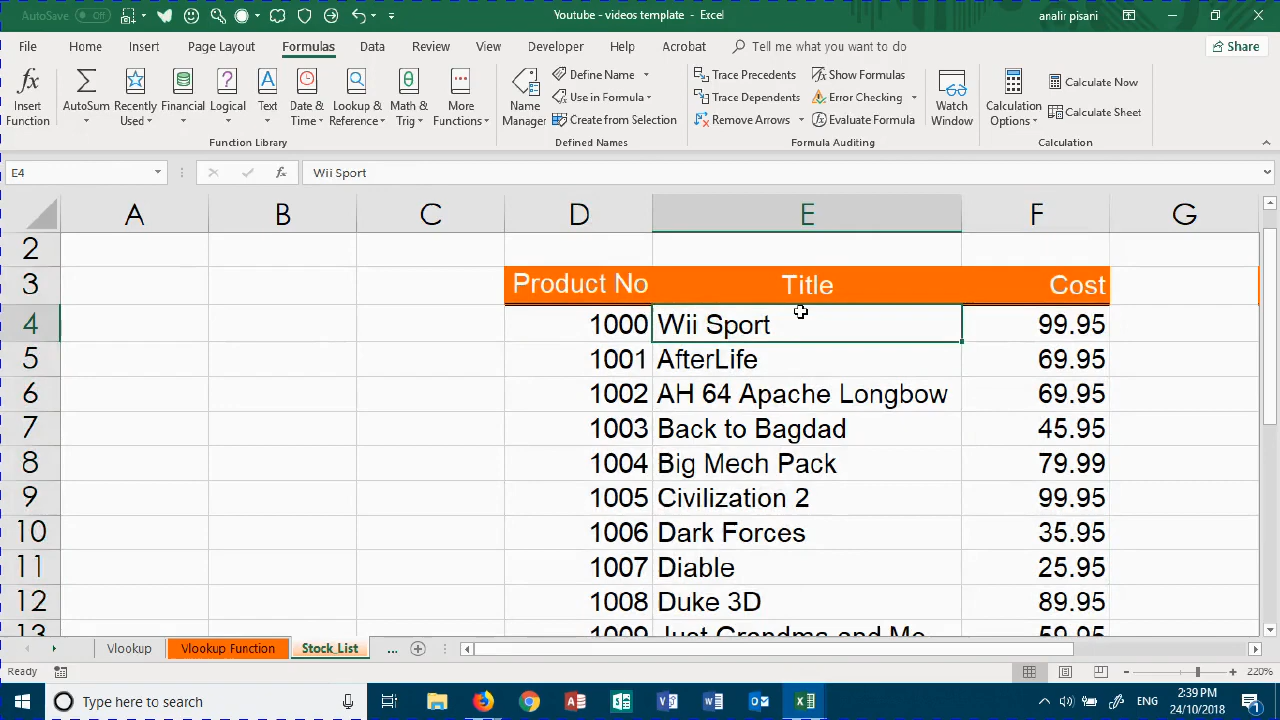 AutoSave Off Youtube - videos template - Excel analir pisani
File Home Insert Page Layout Formulas Data Review View Developer Help Acrobat Tell me what you want to do Share
Insert Function
AutoSum
Recently Used
Financial
Logical
Text
Date & Time
Lookup & Reference
Math & Trig
More Functions
Function Library
Name Manager
Define Name
Use in Formula
Create from Selection
Defined Names
Trace Precedents
Trace Dependents
Remove Arrows
Show Formulas
Error Checking
Evaluate Formula
Formula Auditing
Watch Window
Calculation Options
Calculate Now
Calculate Sheet
Calculation
E4 fx Wii Sport
A B C D E F G
2
3 Product No Title Cost
4 1000 Wii Sport 99.95
5 1001 AfterLife 69.95
6 1002 AH 64 Apache Longbow 69.95
7 1003 Back to Bagdad 45.95
8 1004 Big Mech Pack 79.99
9 1005 Civilization 2 99.95
10 1006 Dark Forces 35.95
11 1007 Diable 25.95
12 1008 Duke 3D 89.95
13 1009 Just Grandma and Me 59.95
Vlookup Vlookup Function Stock List ...
Ready 220%
Type here to search ENG 2:39 PM
24/10/2018 1